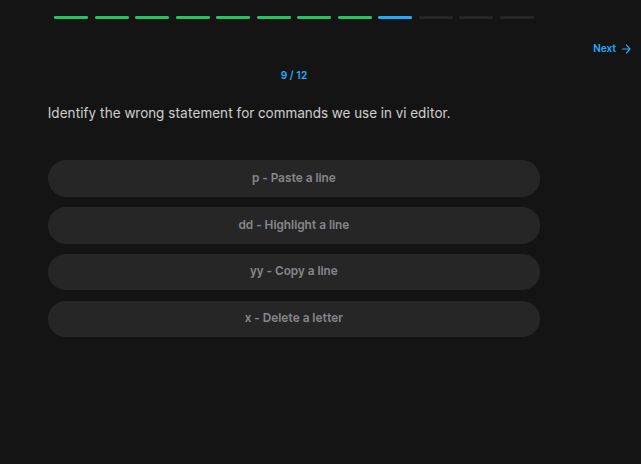 Next →
9 / 12
Identify the wrong statement for commands we use in vi editor.
p - Paste a line
dd - Highlight a line
yy - Copy a line
x - Delete a letter